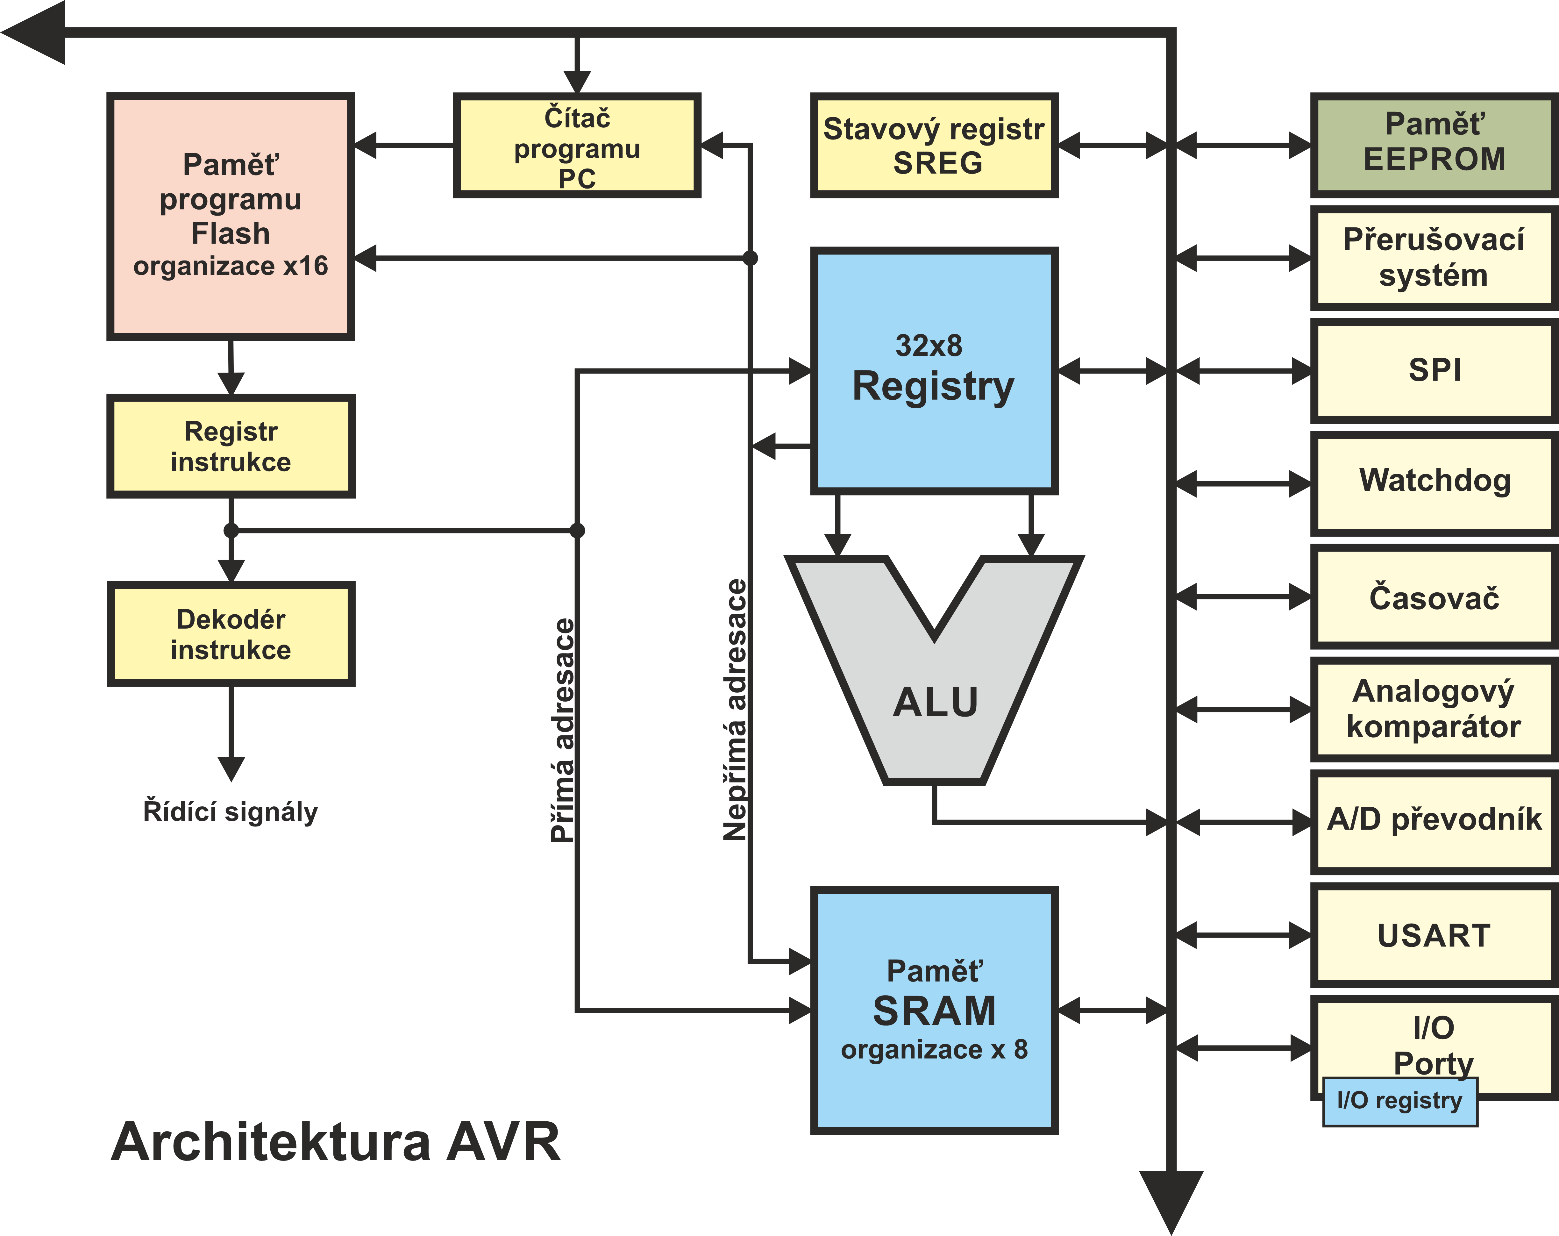 Paměť
programu
Flash
organizace x16
Čítač
programu
PC
Stavový registr
SREG
Paměť
EEPROM
Přerušovací
systém
32x8
Registry
SPI
Registr
instrukce
Watchdog
Dekodér
instrukce
Časovač
Přímá adresace
Nepřímá adresace
ALU
Analogový
komparátor
Řídící signály
A/D převodník
USART
Paměť
SRAM
organizace x 8
I/O
Porty
I/O registry
Architektura AVR